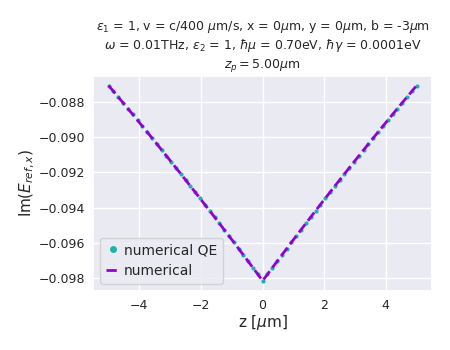 ε₁ = 1, v = c/400 μm/s, x = 0μm, y = 0μm, b = -3μm
ω = 0.01THz, ε₂ = 1, ℏμ = 0.70eV, ℏγ = 0.0001eV
z_p = 5.00μm
−0.088
−0.090
−0.092
−0.094
−0.096
−0.098
Im(E_{ref,x})
numerical QE
numerical
−4
−2
0
2
4
z [μm]